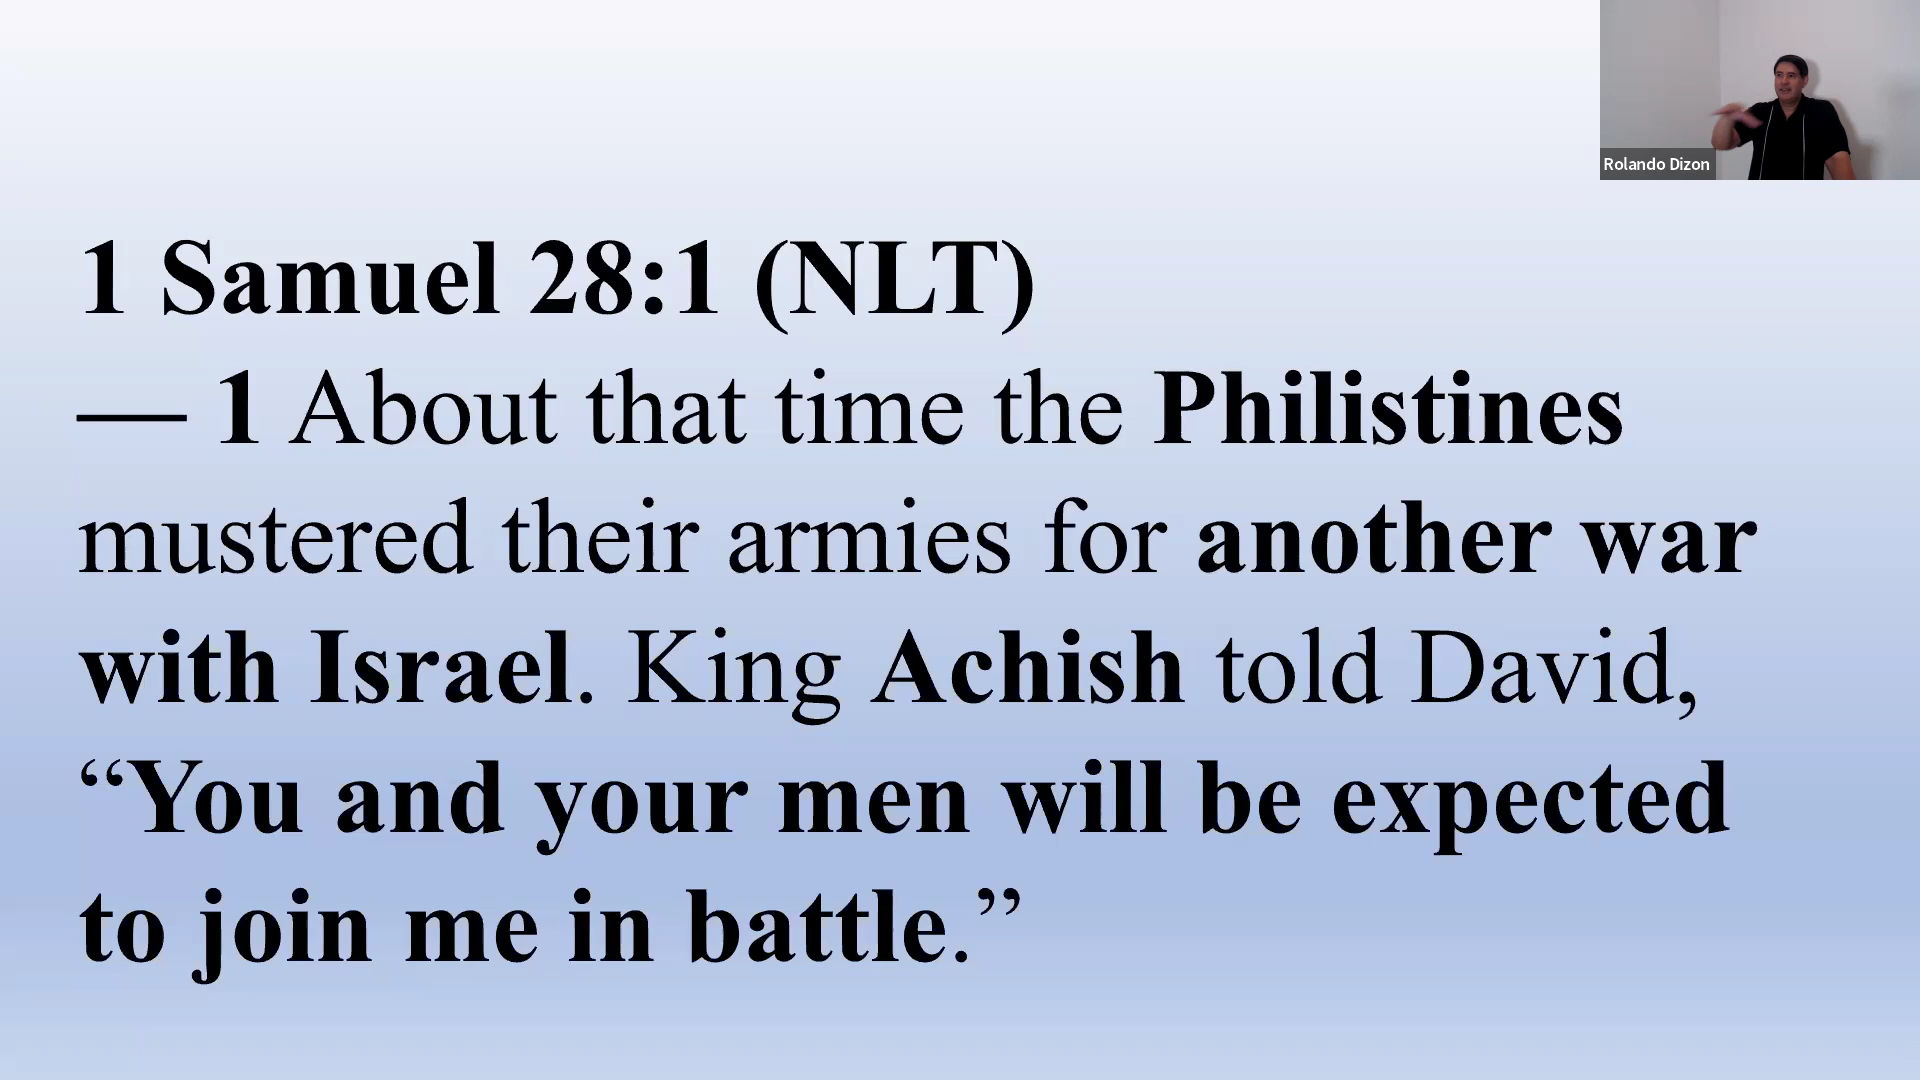 Rolando Dizon
1 Samuel 28:1 (NLT)
— 1 About that time the Philistines
mustered their armies for another war
with Israel. King Achish told David,
“You and your men will be expected
to join me in battle.”